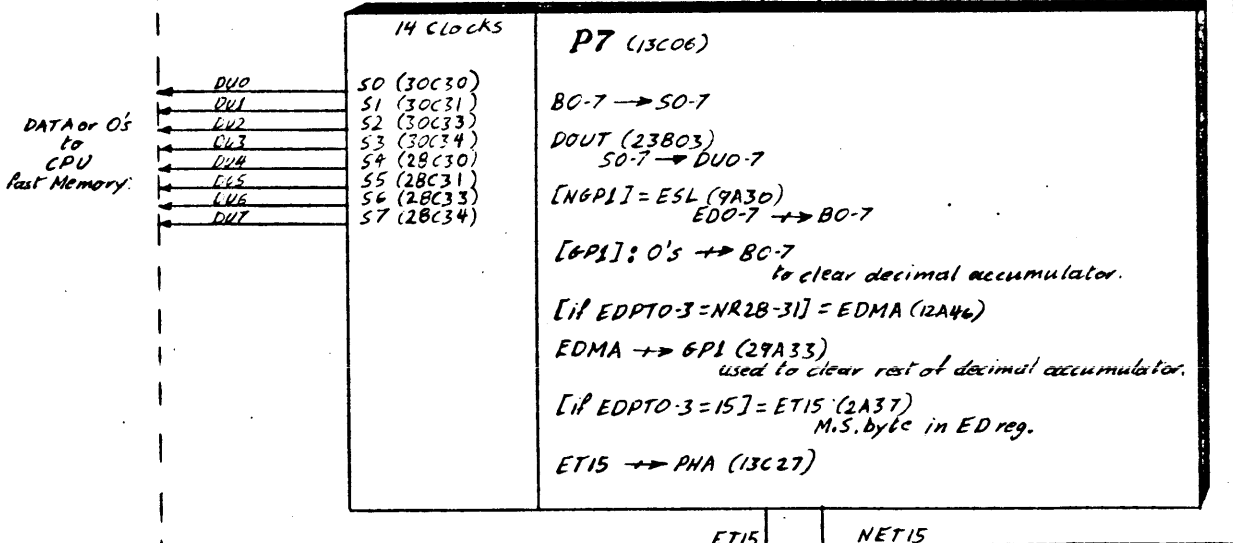 14 Clocks
P7 (13C06)
DATA or O's
to
CPU
Fast Memory.
DU0
DU1
DU2
DU3
DU4
DU5
DU6
DU7
S0 (30C30)
S1 (30C31)
S2 (30C33)
S3 (30C34)
S4 (28C30)
S5 (28C31)
S6 (28C33)
S7 (28C34)
B0-7 → S0-7
DOUT (23B03)
S0-7 → DU0-7
[NGP1] = ESL (9A30)
ED0-7 ↛ B0-7
[GP1]: O's ↛ B0-7
to clear decimal accumulator.
[if EDPT0-3 = NR28-31] = EDMA (12A46)
EDMA ↛ GP1 (29A33)
used to clear rest of decimal accumulator.
[if EDPT0-3 = 15] = ET15 (2A37)
M.S. byte in ED reg.
ET15 ↛ PHA (13C27)
ET15
NET15